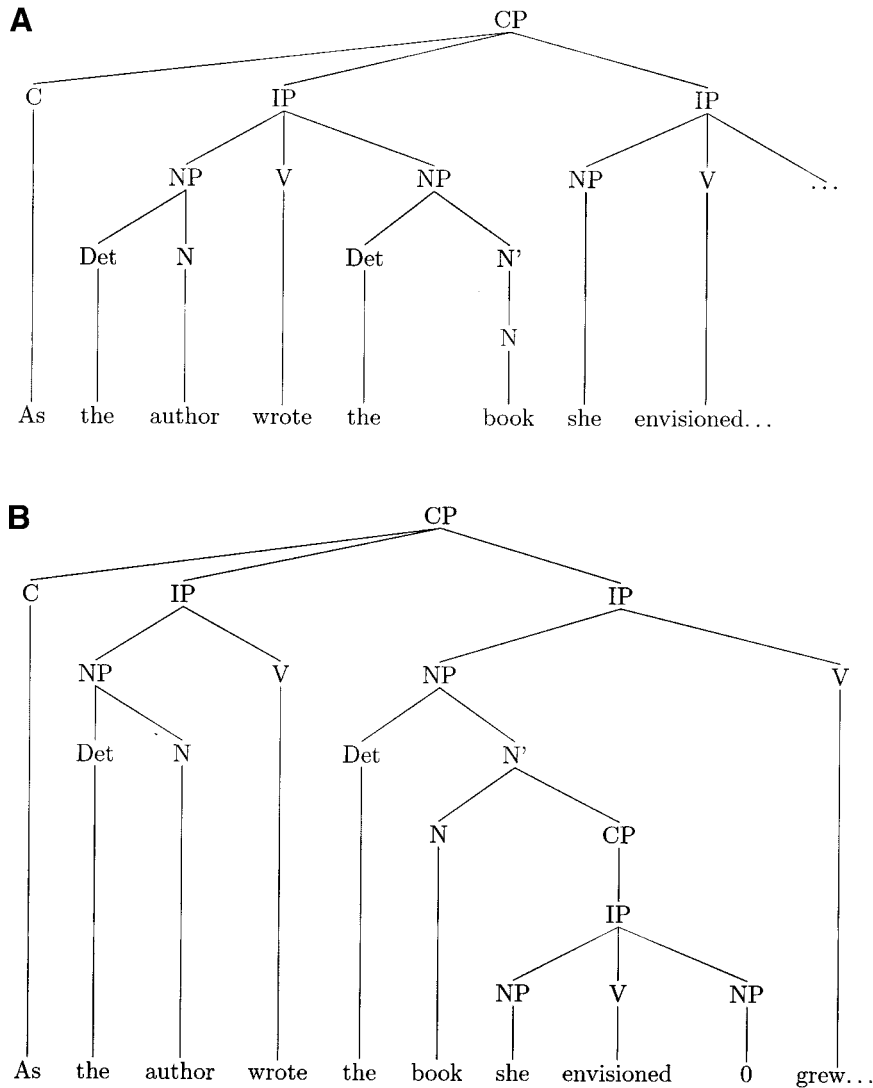 A
CP
C IP IP
NP V NP NP V ...
Det N Det N’
N
As the author wrote the book she envisioned...
B
CP
C IP IP
NP V NP V
Det N Det N’
N CP
IP
NP V NP
As the author wrote the book she envisioned 0 grew...